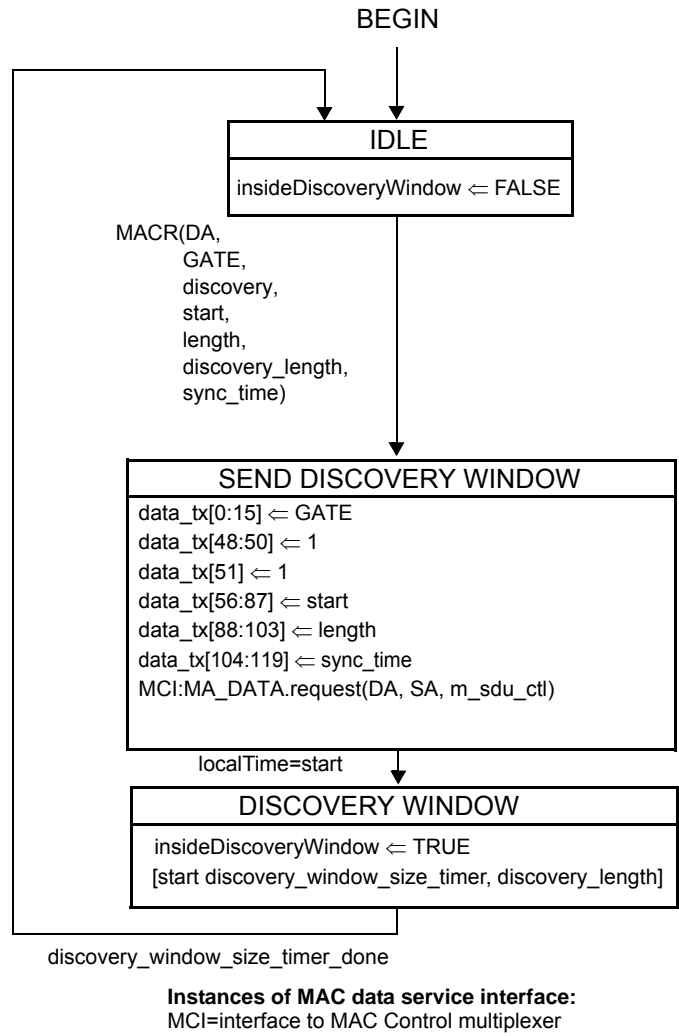 BEGIN
IDLE
insideDiscoveryWindow ⇐ FALSE
MACR(DA,
GATE,
discovery,
start,
length,
discovery_length,
sync_time)
SEND DISCOVERY WINDOW
data_tx[0:15] ⇐ GATE
data_tx[48:50] ⇐ 1
data_tx[51] ⇐ 1
data_tx[56:87] ⇐ start
data_tx[88:103] ⇐ length
data_tx[104:119] ⇐ sync_time
MCI:MA_DATA.request(DA, SA, m_sdu_ctl)
localTime=start
DISCOVERY WINDOW
insideDiscoveryWindow ⇐ TRUE
[start discovery_window_size_timer, discovery_length]
discovery_window_size_timer_done
Instances of MAC data service interface:
MCI=interface to MAC Control multiplexer